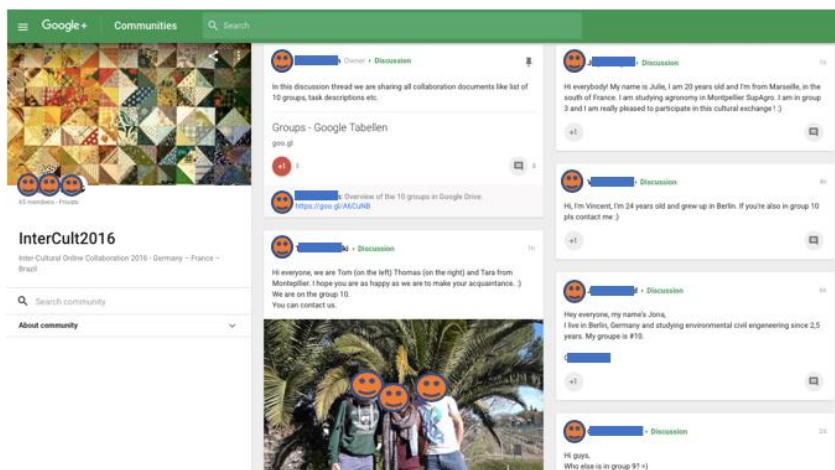 Google+ Communities Search
65 members - Private
InterCult2016
Inter-Cultural Online Collaboration 2016 - Germany – France –
Brazil
Search community
About community
Owner ▸ Discussion
In this discussion thread we are sharing all collaboration documents like list of
10 groups, task descriptions etc.
Groups - Google Tabellen
goo.gl
+1
Overview of the 10 groups in Google Drive.
https://goo.gl/A6CuNB
ki ▸ Discussion
1h
Hi everyone, we are Tom (on the left) Thomas (on the right) and Tara from
Montepllier. I hope you are as happy as we are to make your acquaintance. :)
We are on the group 10.
You can contact us.
J Discussion
Hi everybody! My name is Julie, I am 20 years old and I'm from Marseille, in the
south of France. I am studying agronomy in Montpellier SupAgro. I am in group
3 and I am really pleased to participate in this cultural exchange ! :)
+1
Discussion
Hi, I'm Vincent, I'm 24 years old and grew up in Berlin. If you're also in group 10
pls contact me :)
+1
d ▸ Discussion
Hey everyone, my name's Jona,
I live in Berlin, Germany and studying environmental civil engeneering since 2,5
years. My groupe is #10.
+1
Discussion
2d
Hi guys,
Who else is in group 9? =)